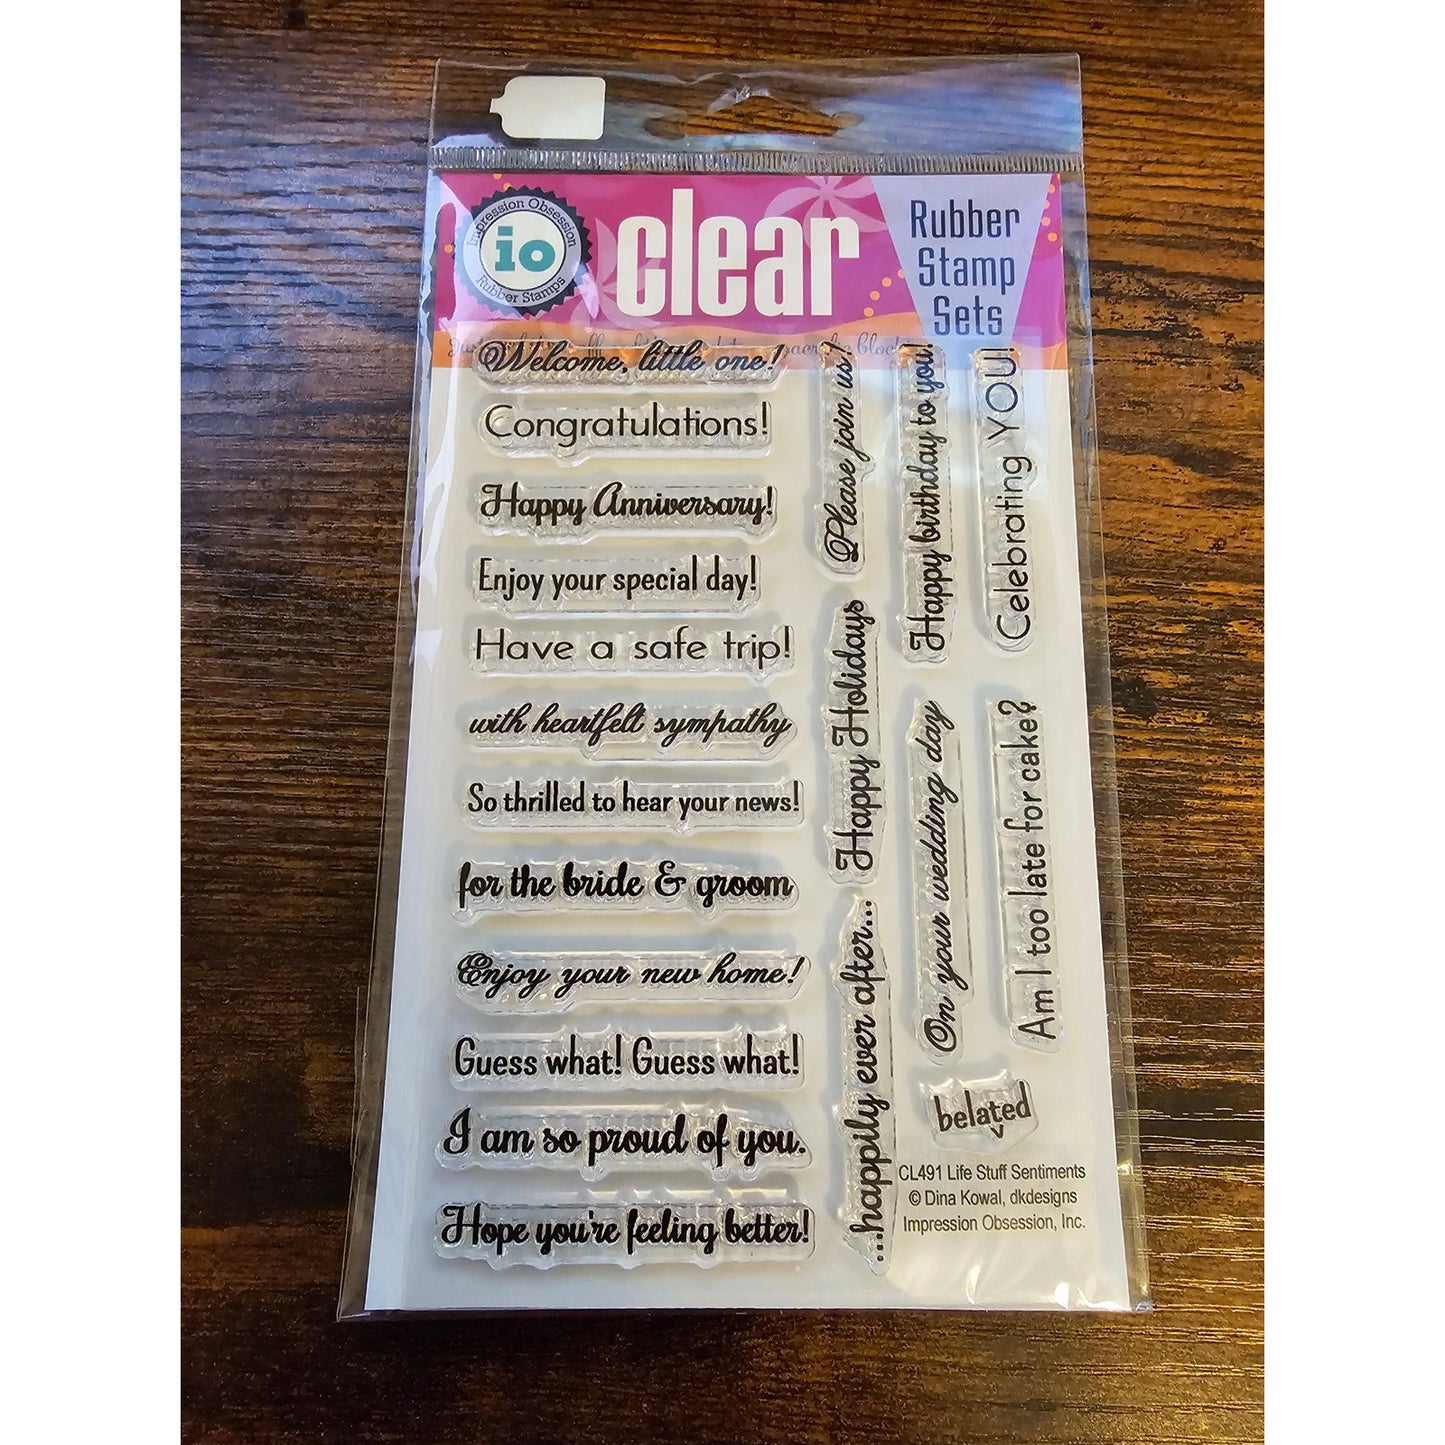 Impression Obsession
io
Rubber Stamps
clear
Rubber
Stamp
Sets
Welcome, little one!
Congratulations!
Happy Anniversary!
Enjoy your special day!
Have a safe trip!
with heartfelt sympathy
So thrilled to hear your news!
for the bride & groom
Enjoy your new home!
Guess what! Guess what!
I am so proud of you.
Hope you're feeling better!
Please join us!
Happy Holidays
...happily ever after...
Happy birthday to you!
On your wedding day
Celebrating YOU!
Am I too late for cake?
belated
CL491 Life Stuff Sentiments
© Dina Kowal, dkdesigns
Impression Obsession, Inc.